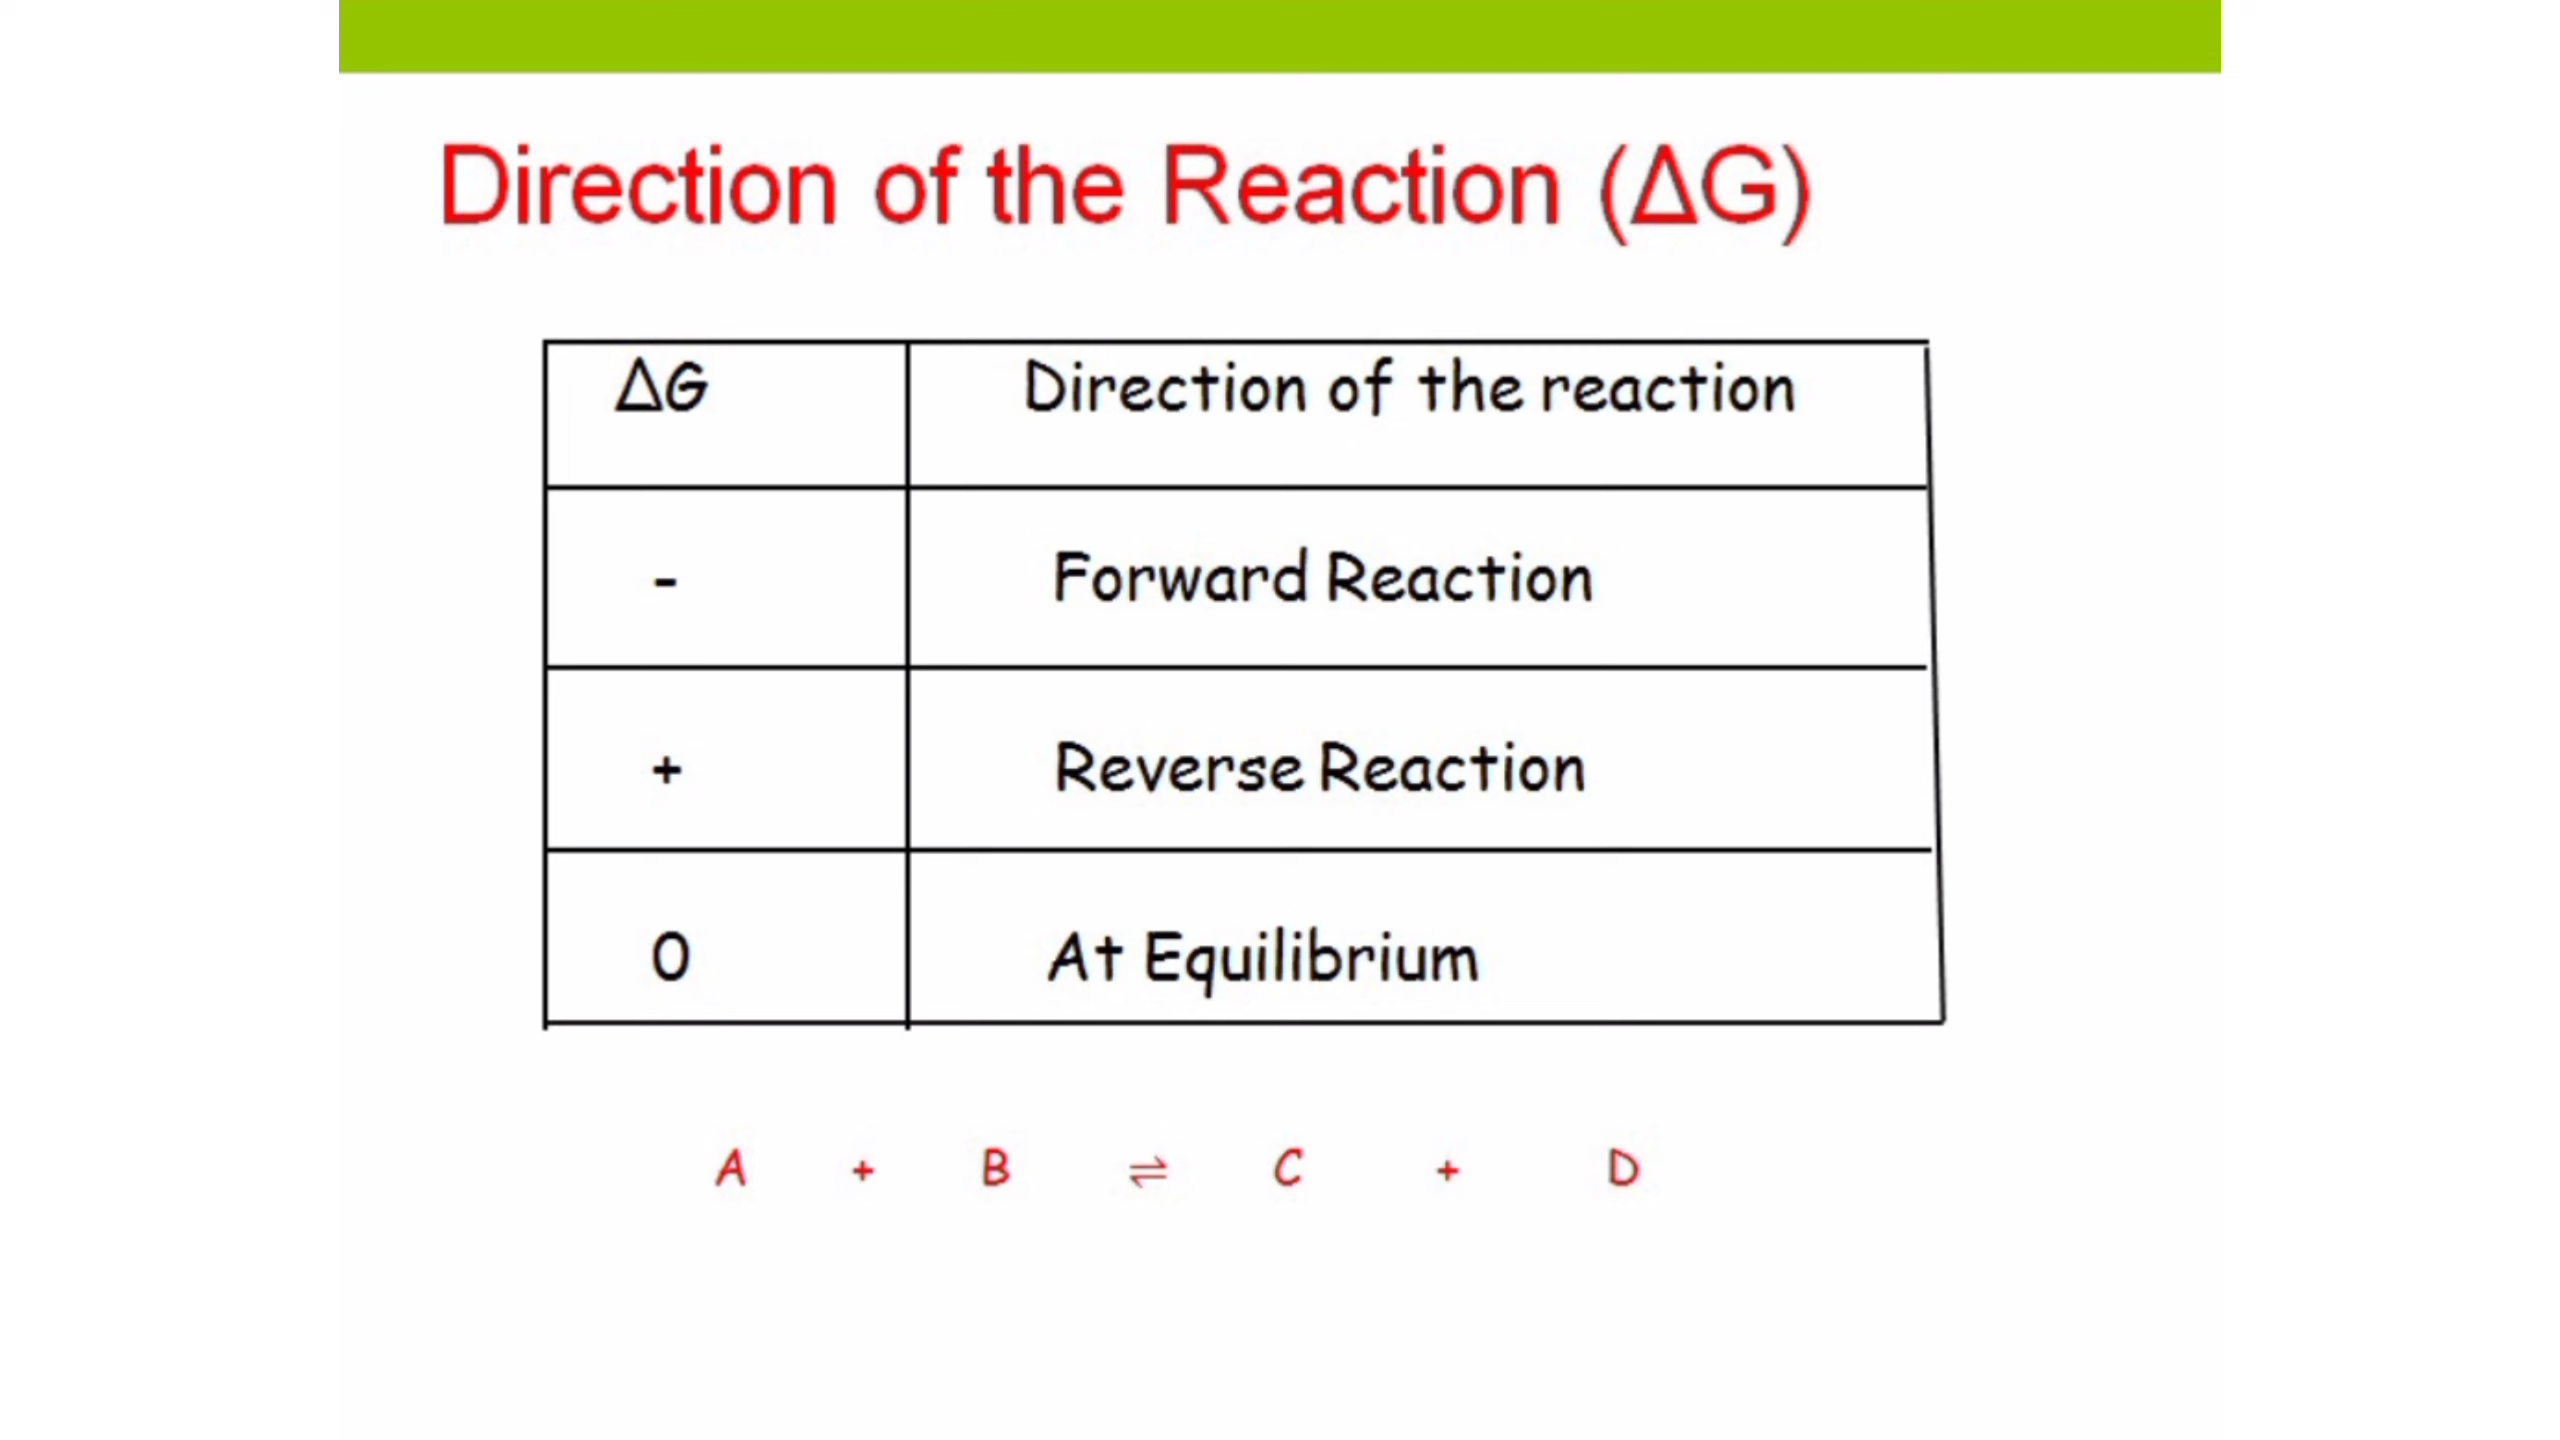 Direction of the Reaction (ΔG)
ΔG Direction of the reaction
- Forward Reaction
+ Reverse Reaction
0 At Equilibrium
A + B ⇌ C + D